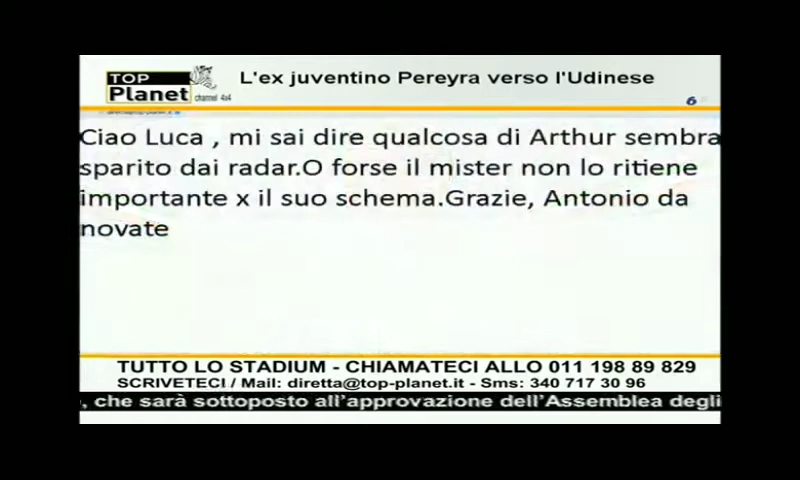 TOP
Planet
channel 4x4
L'ex juventino Pereyra verso l'Udinese
6
Ciao Luca , mi sai dire qualcosa di Arthur sembra
sparito dai radar.O forse il mister non lo ritiene
importante x il suo schema.Grazie, Antonio da
novate
TUTTO LO STADIUM - CHIAMATECI ALLO 011 198 89 829
SCRIVETECI / Mail: diretta@top-planet.it - Sms: 340 717 30 96
, che sarà sottoposto all'approvazione dell'Assemblea degli